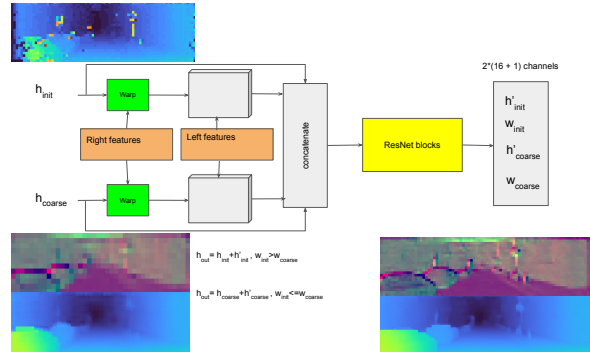 2*(16 + 1) channels
h_init
Warp
h'_init
w_init
Right features
Left features
concatenate
ResNet blocks
h'_coarse
w_coarse
h_coarse
Warp
h_out = h_init+h'_init , w_init>w_coarse
h_out = h_coarse+h'_coarse , w_init<=w_coarse